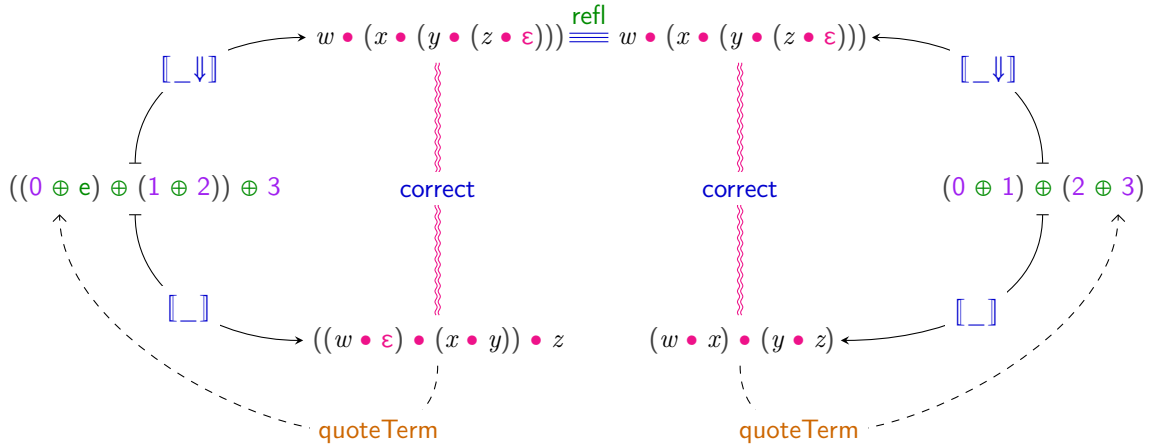 refl
w • (x • (y • (z • ε))) ≡ w • (x • (y • (z • ε)))
⟦_⇓⟧ ⟦_⇓⟧
((0 ⊕ e) ⊕ (1 ⊕ 2)) ⊕ 3 correct correct (0 ⊕ 1) ⊕ (2 ⊕ 3)
⟦_⟧ ⟦_⟧
((w • ε) • (x • y)) • z (w • x) • (y • z)
quoteTerm quoteTerm